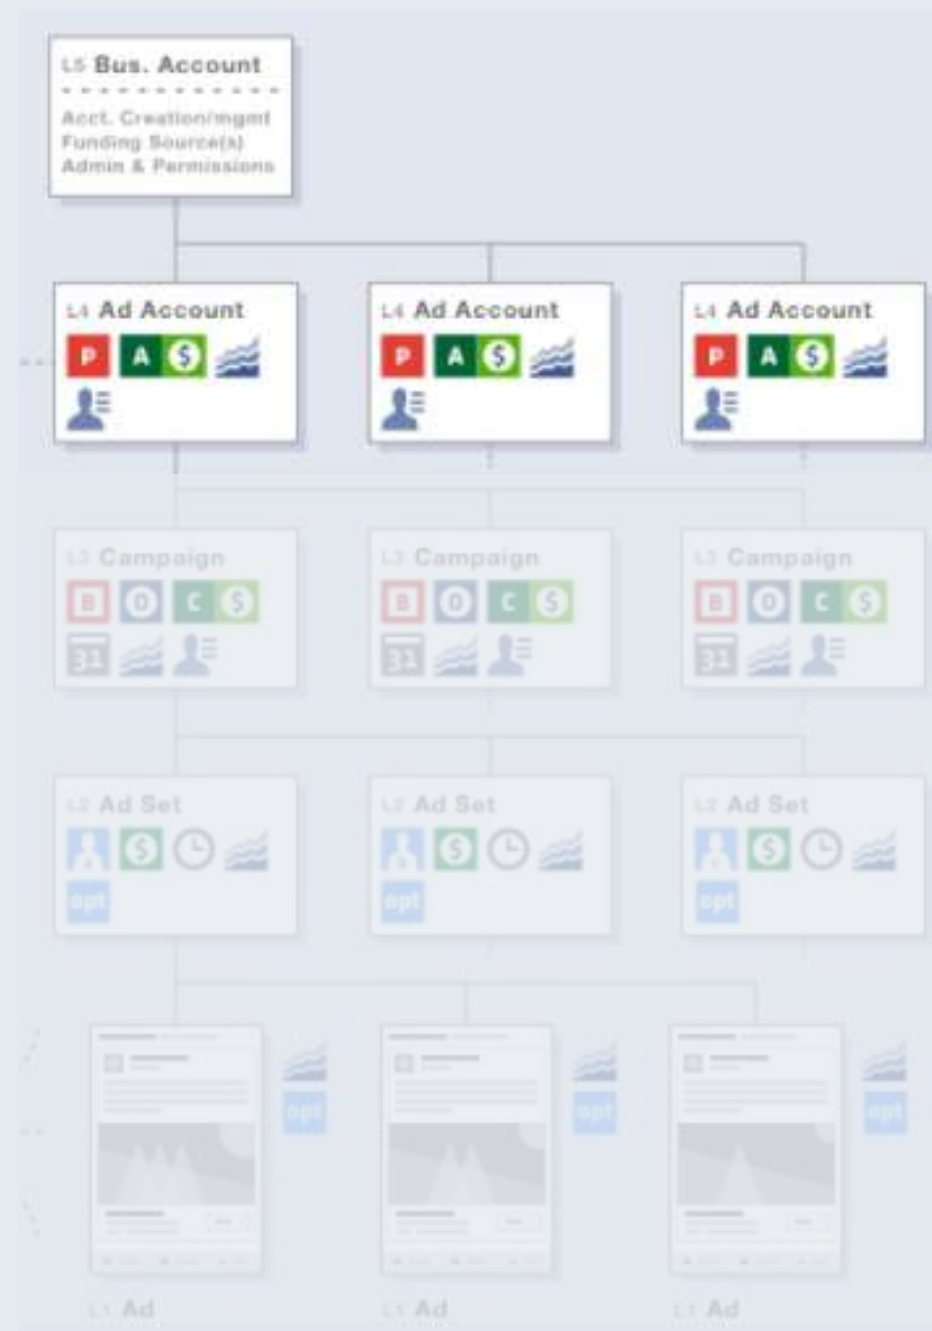 L5 Bus. Account
Acct. Creation/mgmt
Funding Source(s)
Admin & Permissions
L4 Ad Account
P A $
L4 Ad Account
P A $
L4 Ad Account
P A $
L3 Campaign
B O C $
31
L3 Campaign
B O C $
31
L3 Campaign
B O C $
31
L2 Ad Set
$
opt
L2 Ad Set
$
opt
L2 Ad Set
$
opt
opt
opt
opt
L1 Ad
L1 Ad
L1 Ad